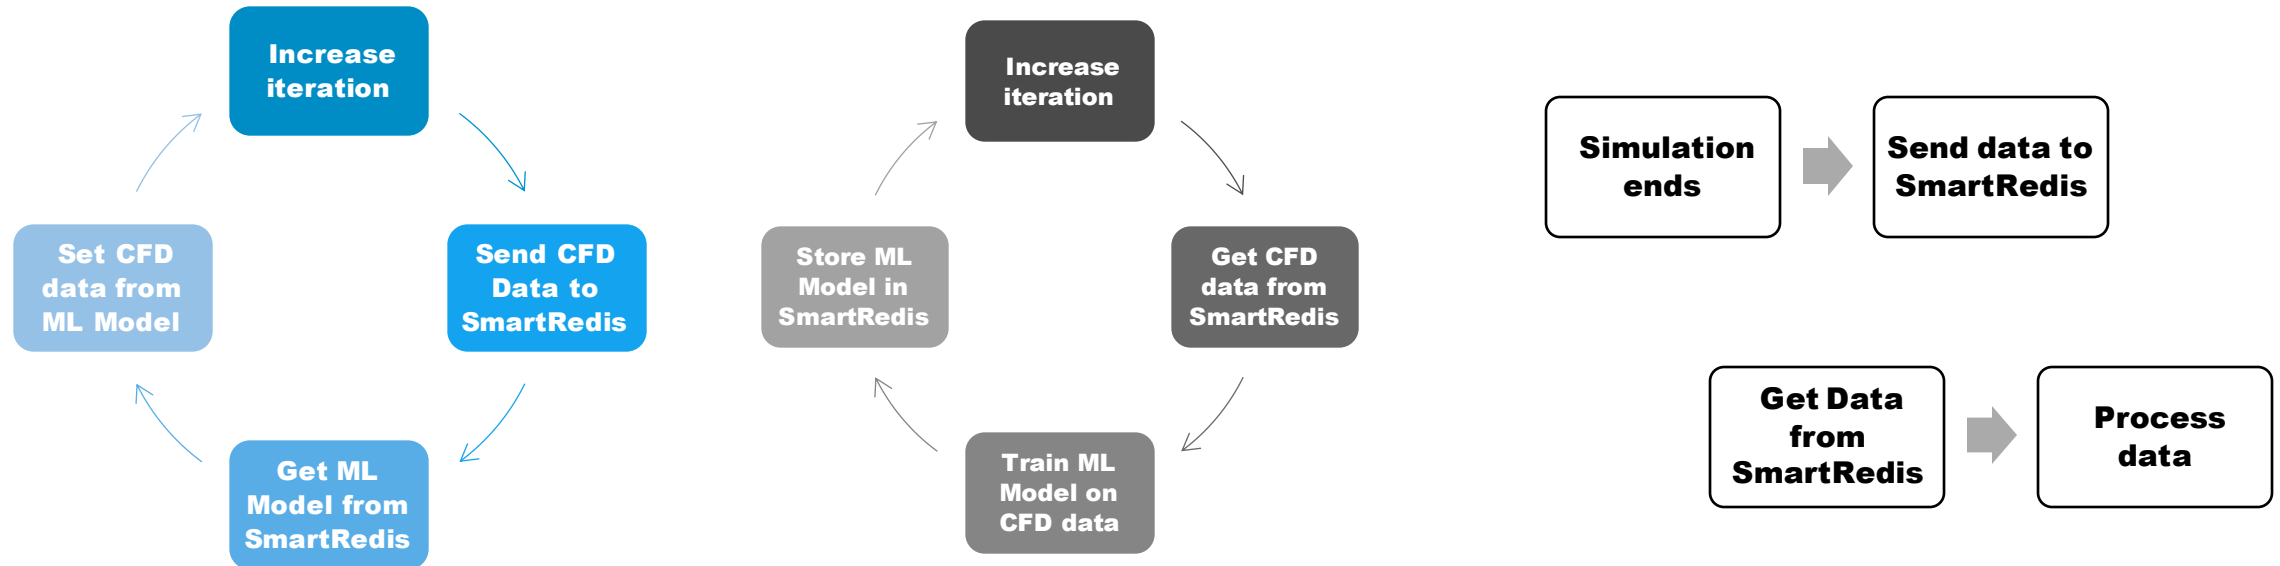 Increase
iteration
Send CFD
Data to
SmartRedis
Get ML
Model from
SmartRedis
Set CFD
data from
ML Model
Increase
iteration
Get CFD
data from
SmartRedis
Train ML
Model on
CFD data
Store ML
Model in
SmartRedis
Simulation
ends
Send data to
SmartRedis
Get Data
from
SmartRedis
Process
data